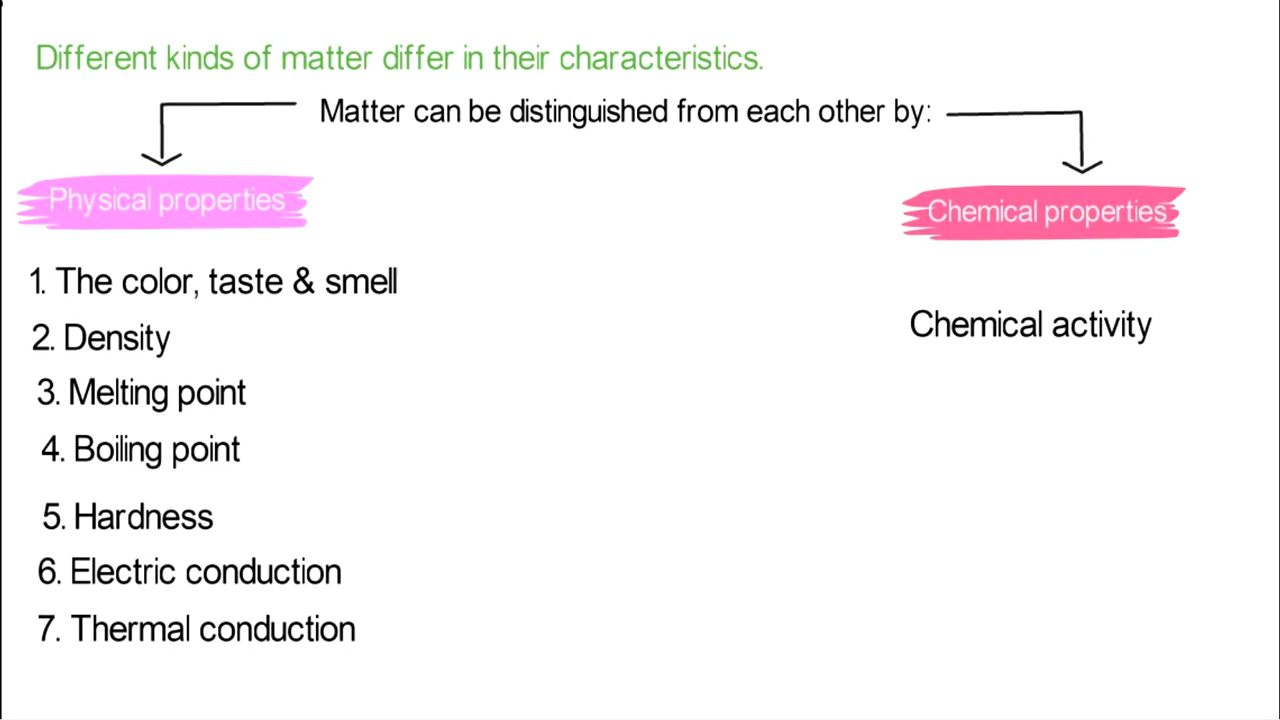 Different kinds of matter differ in their characteristics.
Matter can be distinguished from each other by:
Physical properties
1. The color, taste & smell
2. Density
3. Melting point
4. Boiling point
5. Hardness
6. Electric conduction
7. Thermal conduction
Chemical properties
Chemical activity